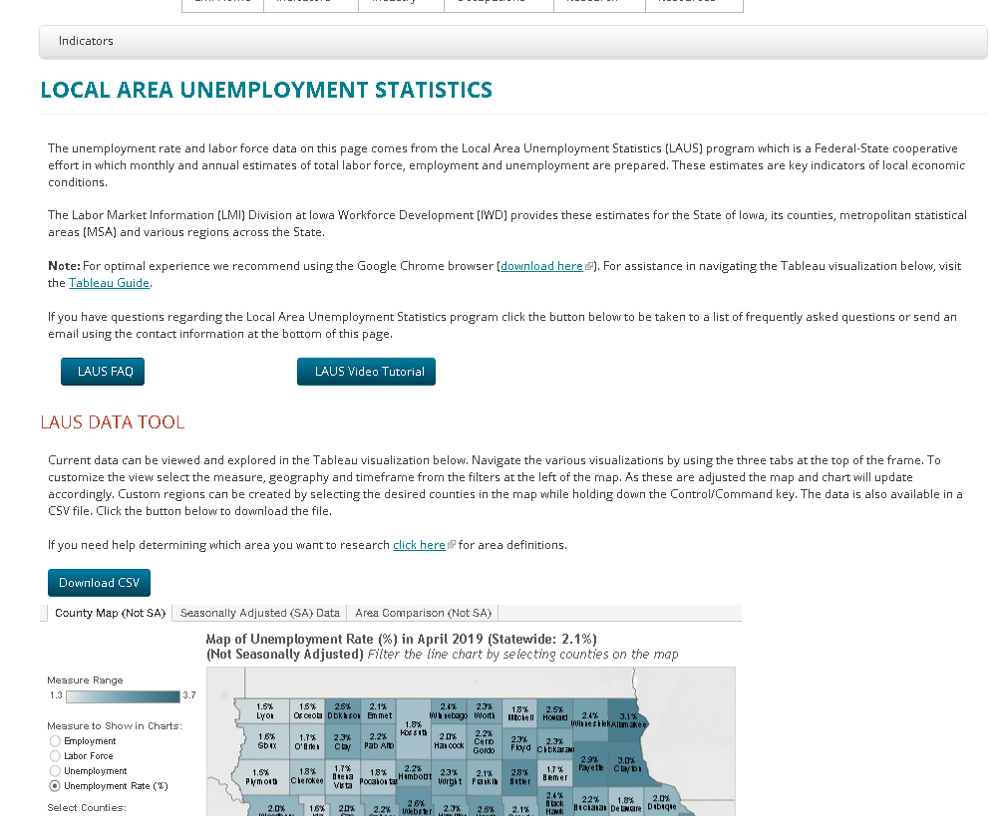 Indicators
LOCAL AREA UNEMPLOYMENT STATISTICS
The unemployment rate and labor force data on this page comes from the Local Area Unemployment Statistics (LAUS) program which is a Federal-State cooperative
effort in which monthly and annual estimates of total labor force, employment and unemployment are prepared. These estimates are key indicators of local economic
conditions.
The Labor Market Information (LMI) Division at Iowa Workforce Development (IWD) provides these estimates for the State of Iowa, its counties, metropolitan statistical
areas (MSA) and various regions across the State.
Note: For optimal experience we recommend using the Google Chrome browser (download here). For assistance in navigating the Tableau visualization below, visit
the Tableau Guide.
If you have questions regarding the Local Area Unemployment Statistics program click the button below to be taken to a list of frequently asked questions or send an
email using the contact information at the bottom of this page.
LAUS FAQ LAUS Video Tutorial
LAUS DATA TOOL
Current data can be viewed and explored in the Tableau visualization below. Navigate the various visualizations by using the three tabs at the top of the frame. To
customize the view select the measure, geography and timeframe from the filters at the left of the map. As these are adjusted the map and chart will update
accordingly. Custom regions can be created by selecting the desired counties in the map while holding down the Control/Command key. The data is also available in a
CSV file. Click the button below to download the file.
If you need help determining which area you want to research click here for area definitions.
Download CSV
County Map (Not SA) Seasonally Adjusted (SA) Data Area Comparison (Not SA)
Map of Unemployment Rate (%) in April 2019 (Statewide: 2.1%)
(Not Seasonally Adjusted) Filter the line chart by selecting counties on the map
Measure Range
1.3 3.7
Measure to Show in Charts:
Employment
Labor Force
Unemployment
Unemployment Rate (%)
Select Counties:
1.5% 1.5% 2.5% 2.1% 2.4% 2.3% 1.8% 2.5% 2.4% 3.1%
Lyon Osceola Dickinson Emmet Winnebago Worth Mitchell Howard Winneshiek Allamakee
1.8%
Kossuth
1.6% 1.7% 2.3% 2.2% 2.0% 2.2% 2.3% 2.3%
Sioux O'Brien Clay Palo Alto Hancock Cerro Gordo Floyd Chickasaw
2.9% 3.0%
Fayette Clayton
1.5% 1.8% 1.7% 1.8% 2.2% 2.3% 2.1% 2.8% 1.7%
Plymouth Cherokee Buena Vista Pocahontas Humboldt Wright Franklin Butler Bremer
2.0% 1.6% 2.0% 2.2% 2.6% 2.3% 2.5% 2.1% 2.4% 2.2% 1.8% 2.0%
Webster Black Hawk Buchanan Delaware Dubuque